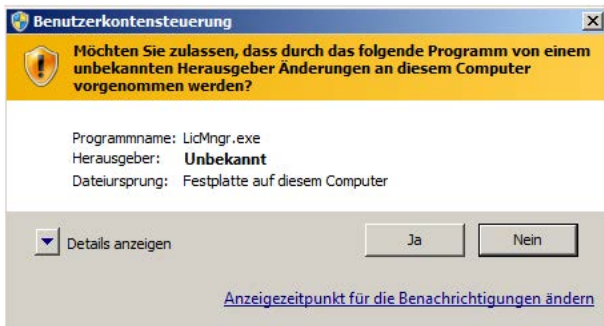 Benutzerkontensteuerung
Möchten Sie zulassen, dass durch das folgende Programm von einem
unbekannten Herausgeber Änderungen an diesem Computer
vorgenommen werden?
Programmname: LicMngr.exe
Herausgeber: Unbekannt
Dateiursprung: Festplatte auf diesem Computer
Details anzeigen
Ja
Nein
Anzeigezeitpunkt für die Benachrichtigungen ändern